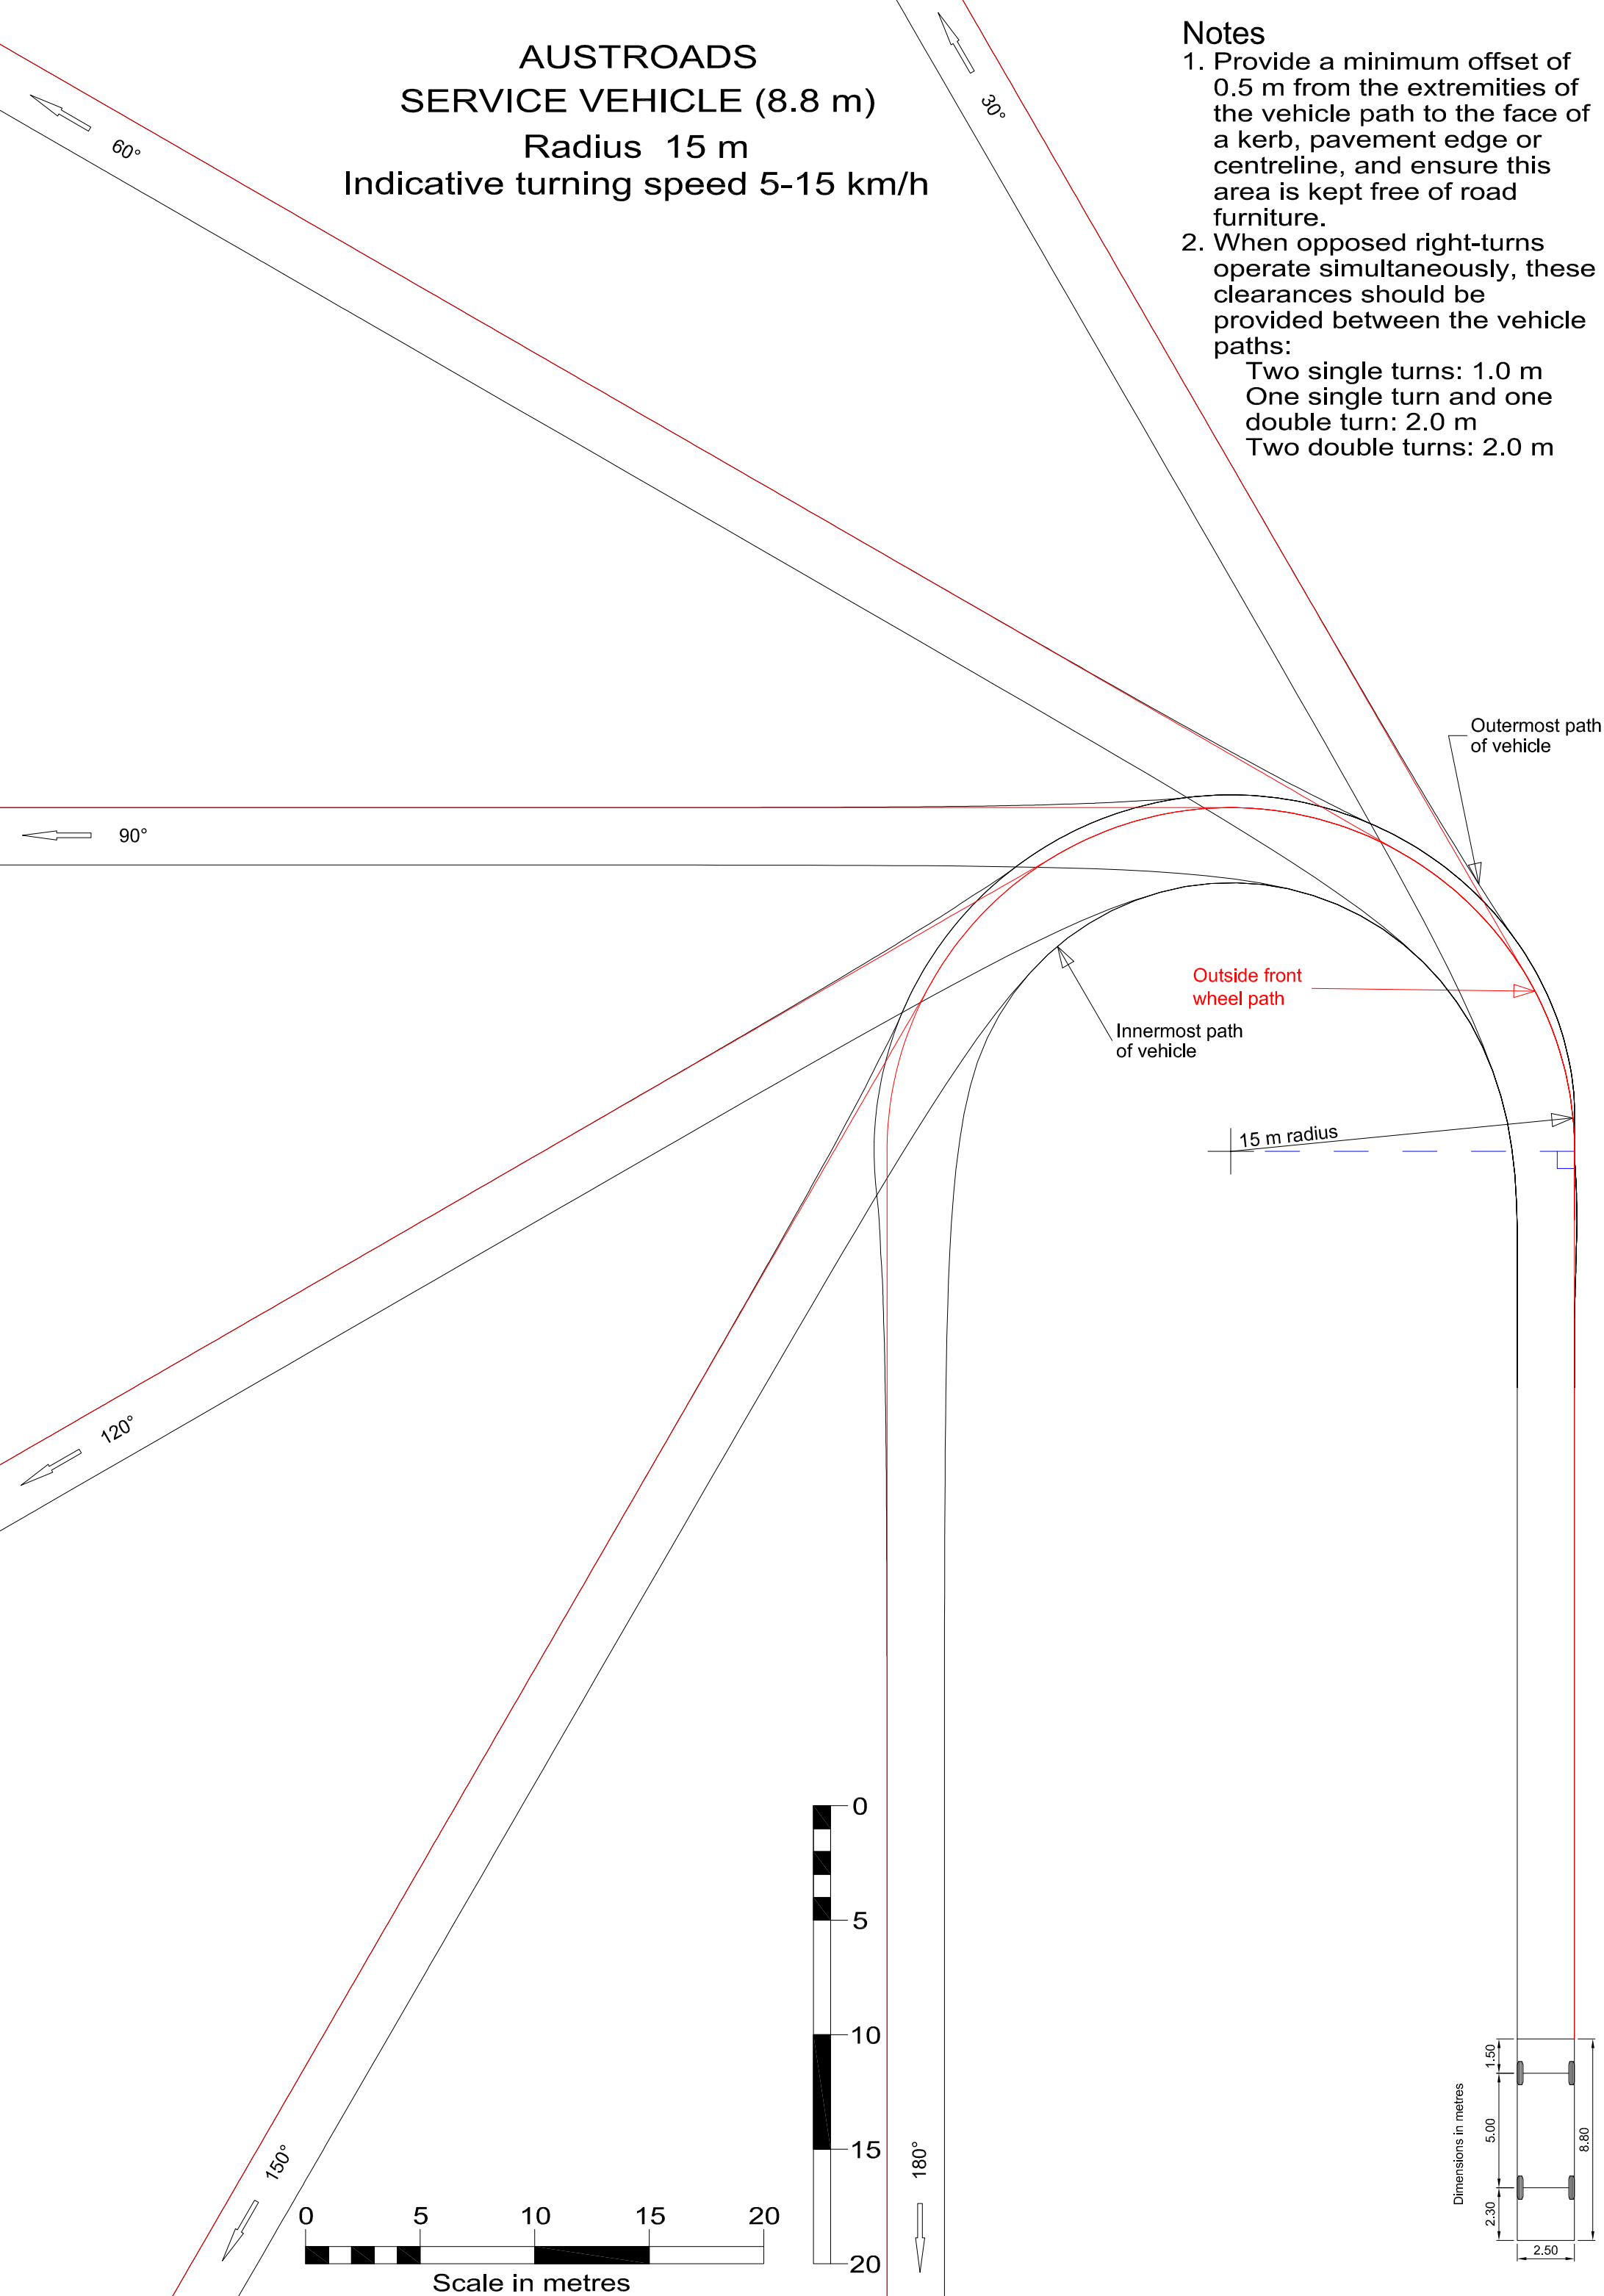 AUSTROADS
SERVICE VEHICLE (8.8 m)
Radius 15 m
Indicative turning speed 5-15 km/h
Notes
1. Provide a minimum offset of
0.5 m from the extremities of
the vehicle path to the face of
a kerb, pavement edge or
centreline, and ensure this
area is kept free of road
furniture.
2. When opposed right-turns
operate simultaneously, these
clearances should be
provided between the vehicle
paths:
Two single turns: 1.0 m
One single turn and one
double turn: 2.0 m
Two double turns: 2.0 m
30°
60°
Outermost path
of vehicle
90°
Outside front
wheel path
Innermost path
of vehicle
15 m radius
120°
150°
180°
0
5
10
15
20
0 5 10 15 20
Scale in metres
Dimensions in metres
1.50
5.00
2.30
8.80
2.50